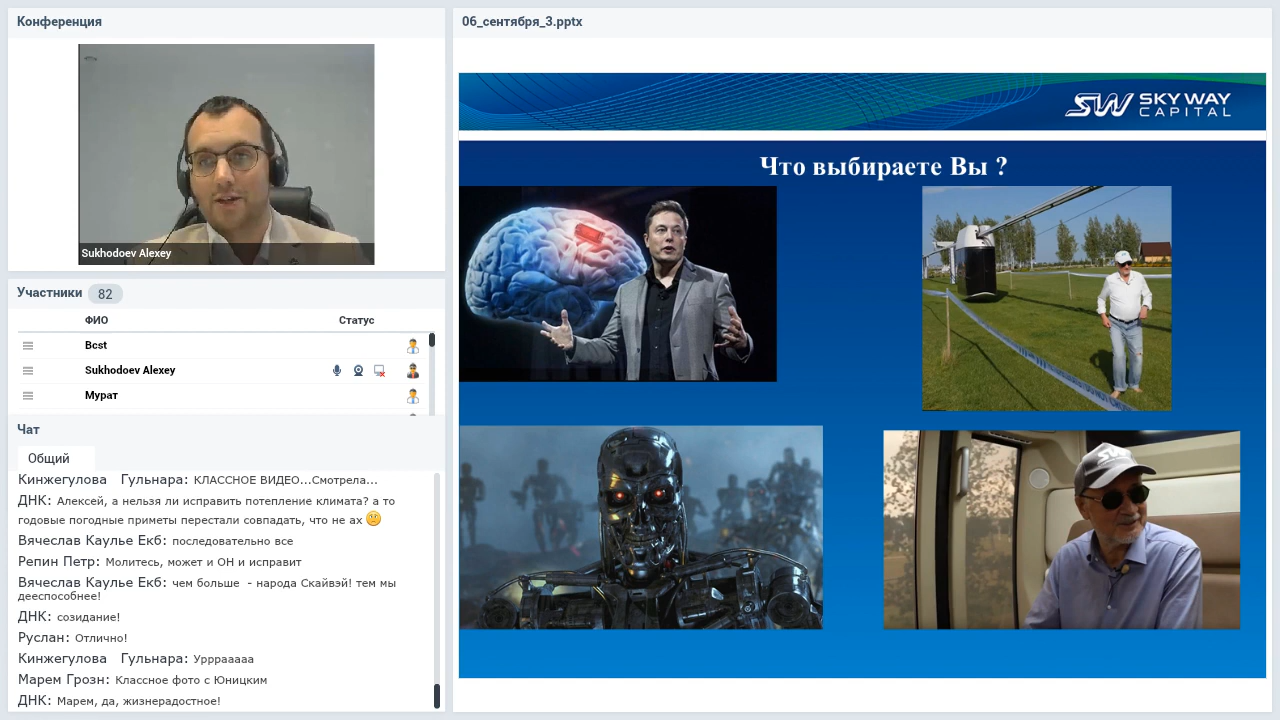 Конференция
Sukhodoev Alexey
Участники 82
ФИО Статус
Bcst
Sukhodoev Alexey
Мурат
Чат
Общий
Кинжегулова Гульнара: КЛАССНОЕ ВИДЕО...Смотрела...
ДНК: Алексей, а нельзя ли исправить потепление климата? а то
годовые погодные приметы перестали совпадать, что не ах
Вячеслав Каулье Екб: последовательно все
Репин Петр: Молитесь, может и ОН и исправит
Вячеслав Каулье Екб: чем больше - народа Скайвэй! тем мы
дееспособнее!
ДНК: созидание!
Руслан: Отлично!
Кинжегулова Гульнара: Уррраaaaa
Марем Грозн: Классное фото с Юницким
ДНК: Марем, да, жизнерадостное!
06_сентября_3.pptx
SW SKY WAY
CAPITAL
Что выбираете Вы ?